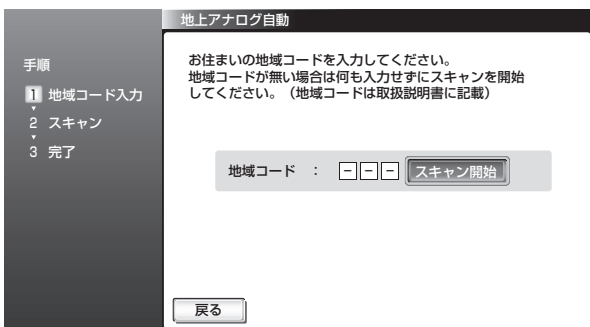 地上アナログ自動
手順
1 地域コード入力
2 スキャン
3 完了
お住まいの地域コードを入力してください。
地域コードが無い場合は何も入力せずにスキャンを開始
してください。(地域コードは取扱説明書に記載)
地域コード : - - - スキャン開始
戻る